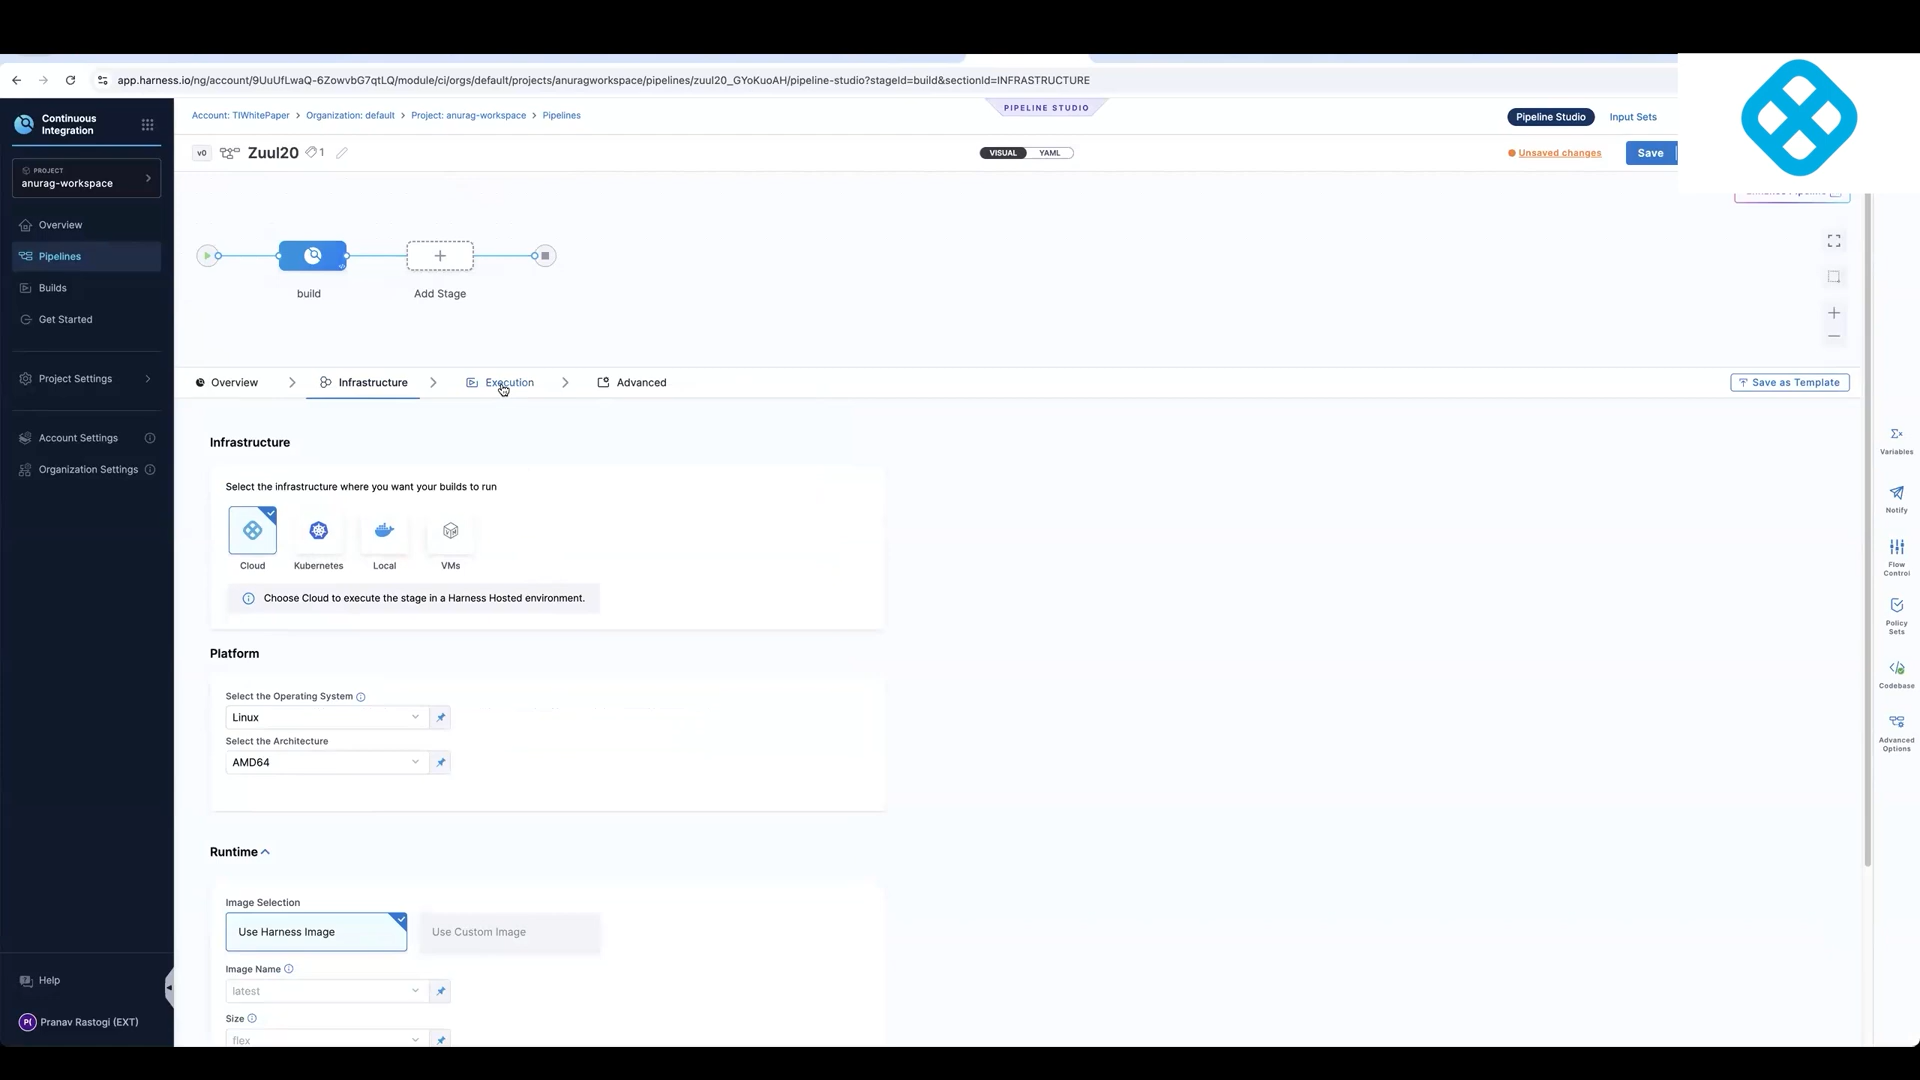 app.harness.io/ng/account/9UuUfLwaQ-6ZowvbG7qtLQ/module/ci/orgs/default/projects/anuragworkspace/pipelines/zuul20_GYoKuoAH/pipeline-studio?stageId=build&sectionId=INFRASTRUCTURE
Continuous
Integration
PROJECT
anurag-workspace
Overview
Pipelines
Builds
Get Started
Project Settings
Account Settings
Organization Settings
Help
P( Pranav Rastogi (EXT)
Account: TIWhitePaper > Organization: default > Project: anurag-workspace > Pipelines
PIPELINE STUDIO
Pipeline Studio Input Sets
v0 Zuul20 1
VISUAL YAML
Unsaved changes
Save
build
Add Stage
Overview Infrastructure Execution Advanced
Save as Template
Infrastructure
Select the infrastructure where you want your builds to run
Cloud Kubernetes Local VMs
Choose Cloud to execute the stage in a Harness Hosted environment.
Platform
Select the Operating System
Linux
Select the Architecture
AMD64
Runtime
Image Selection
Use Harness Image Use Custom Image
Image Name
latest
Size
flex
Variables
Notify
Flow
Control
Policy
Sets
Codebase
Advanced
Options